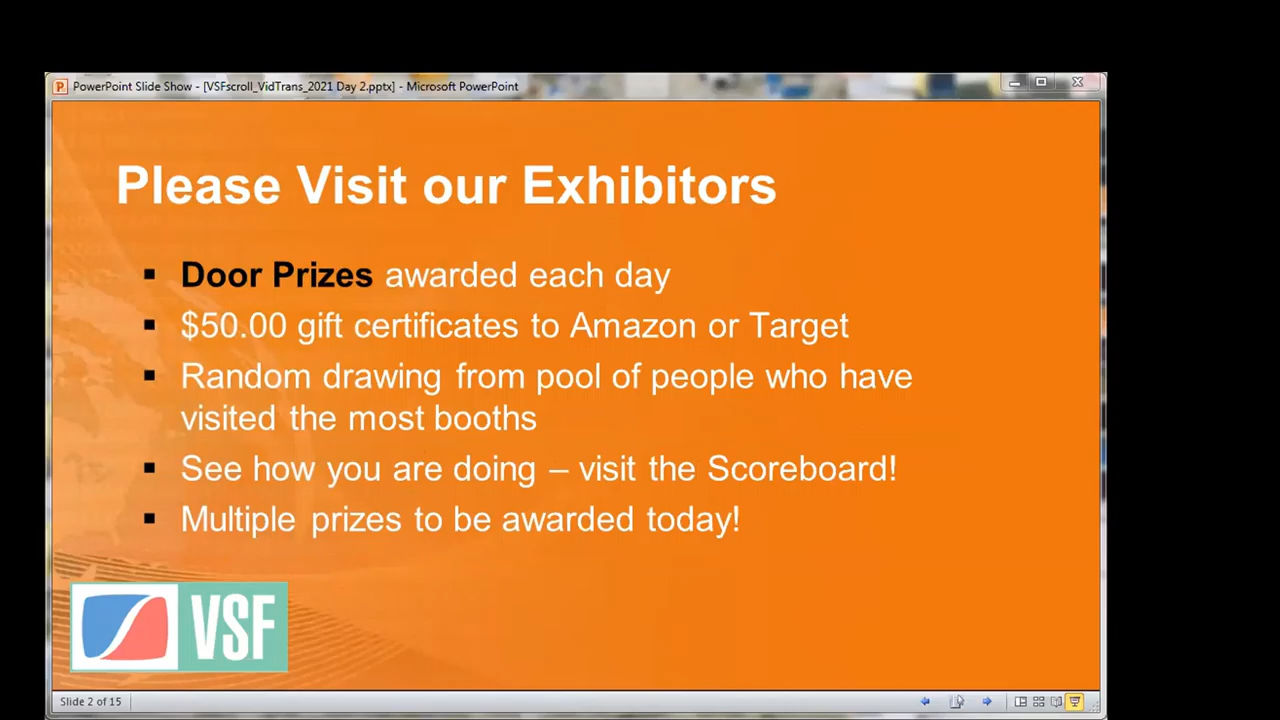 PowerPoint Slide Show - [VSFscroll_VidTrans_2021 Day 2.pptx] - Microsoft PowerPoint
Please Visit our Exhibitors
▪ Door Prizes awarded each day
▪ $50.00 gift certificates to Amazon or Target
▪ Random drawing from pool of people who have
visited the most booths
▪ See how you are doing – visit the Scoreboard!
▪ Multiple prizes to be awarded today!
VSF
Slide 2 of 15